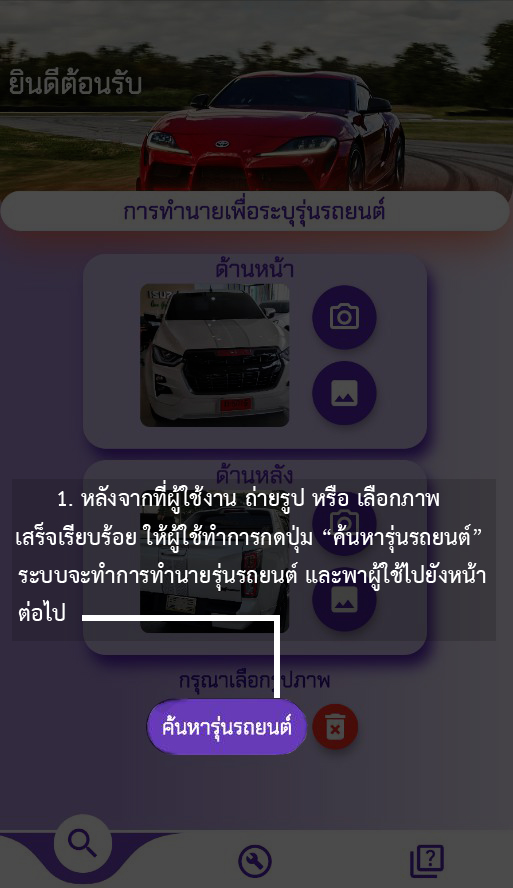 ยินดีต้อนรับ
การทำนายเพื่อระบุรุ่นรถยนต์
ด้านหน้า
ด้านหลัง
1. หลังจากที่ผู้ใช้งาน ถ่ายรูป หรือ เลือกภาพ
เสร็จเรียบร้อย ให้ผู้ใช้ทำการกดปุ่ม “ค้นหารุ่นรถยนต์”
ระบบจะทำการทำนายรุ่นรถยนต์ และพาผู้ใช้ไปยังหน้า
ต่อไป
กรุณาเลือกรูปภาพ
ค้นหารุ่นรถยนต์